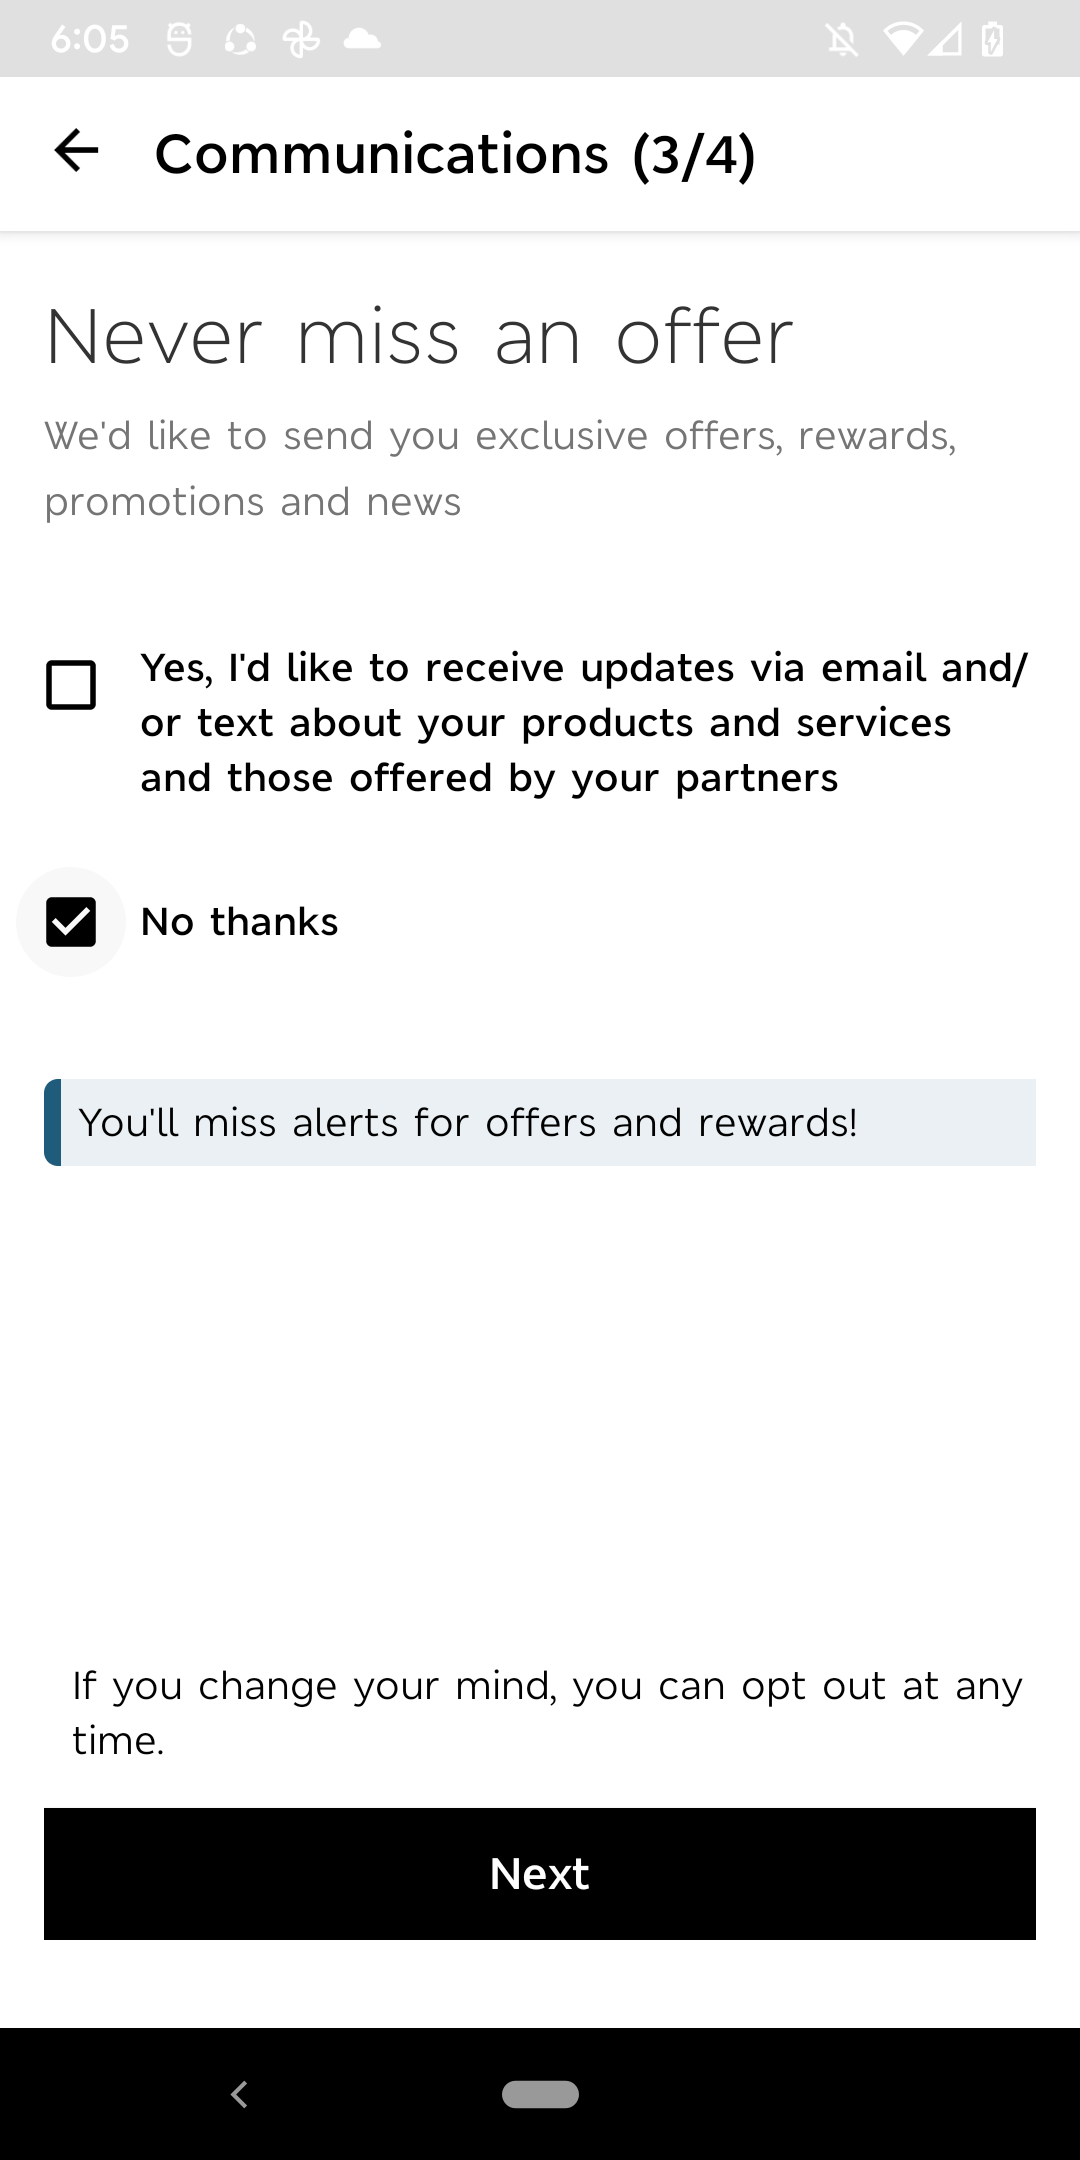 6:05
Communications (3/4)
Never miss an offer
We'd like to send you exclusive offers, rewards,
promotions and news
Yes, I'd like to receive updates via email and/
or text about your products and services
and those offered by your partners
No thanks
You'll miss alerts for offers and rewards!
If you change your mind, you can opt out at any
time.
Next